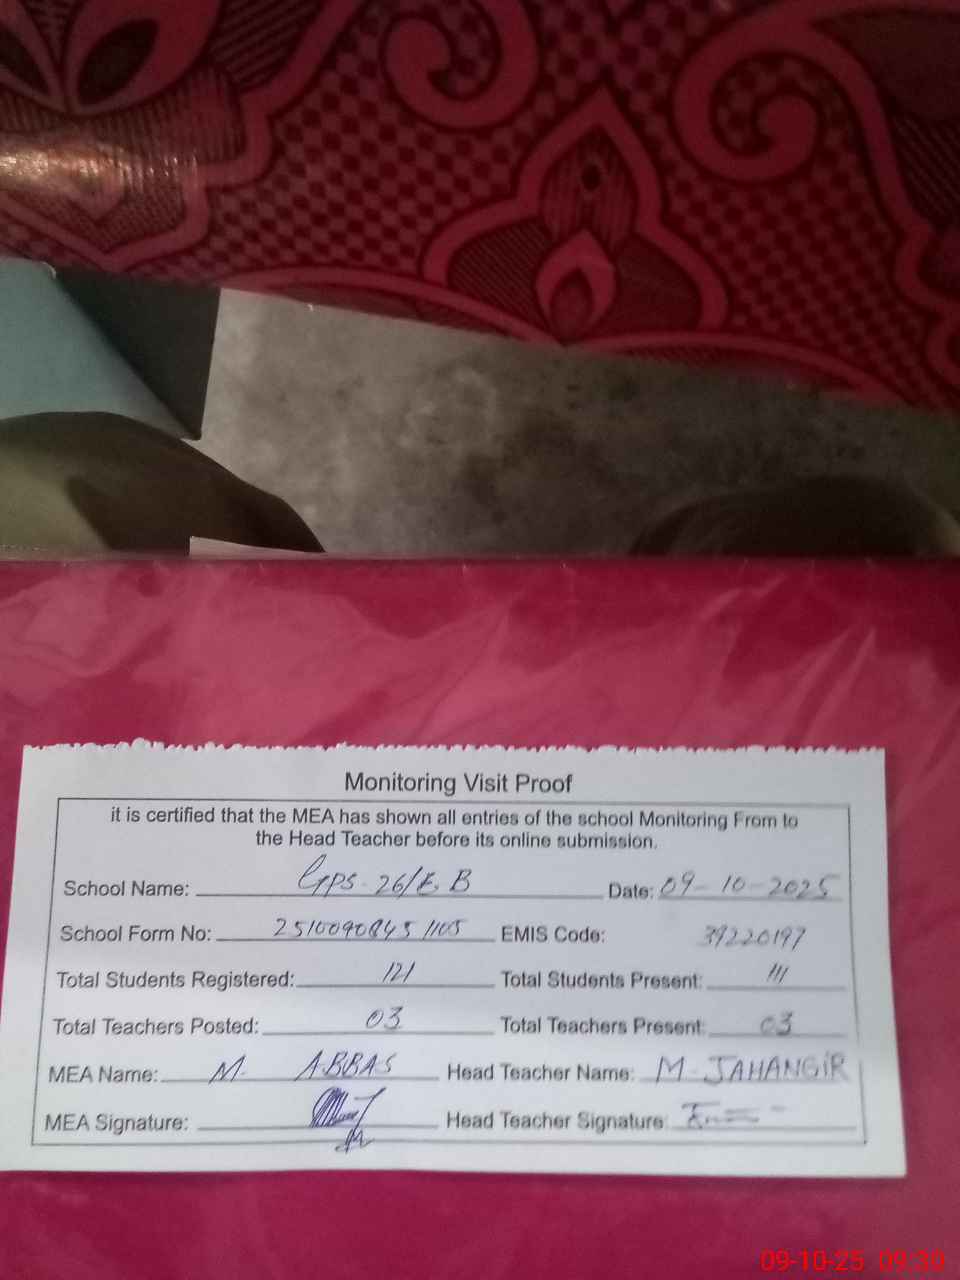 Monitoring Visit Proof
it is certified that the MEA has shown all entries of the school Monitoring From to
the Head Teacher before its online submission.
School Name: GPS-26/E.B Date: 09-10-2025
School Form No: 25100908451105 EMIS Code: 39220197
Total Students Registered: 121 Total Students Present: 111
Total Teachers Posted: 03 Total Teachers Present: 03
MEA Name: M. ABBAS Head Teacher Name: M. JAHANGIR
MEA Signature: Head Teacher Signature:
09-10-25 09:30